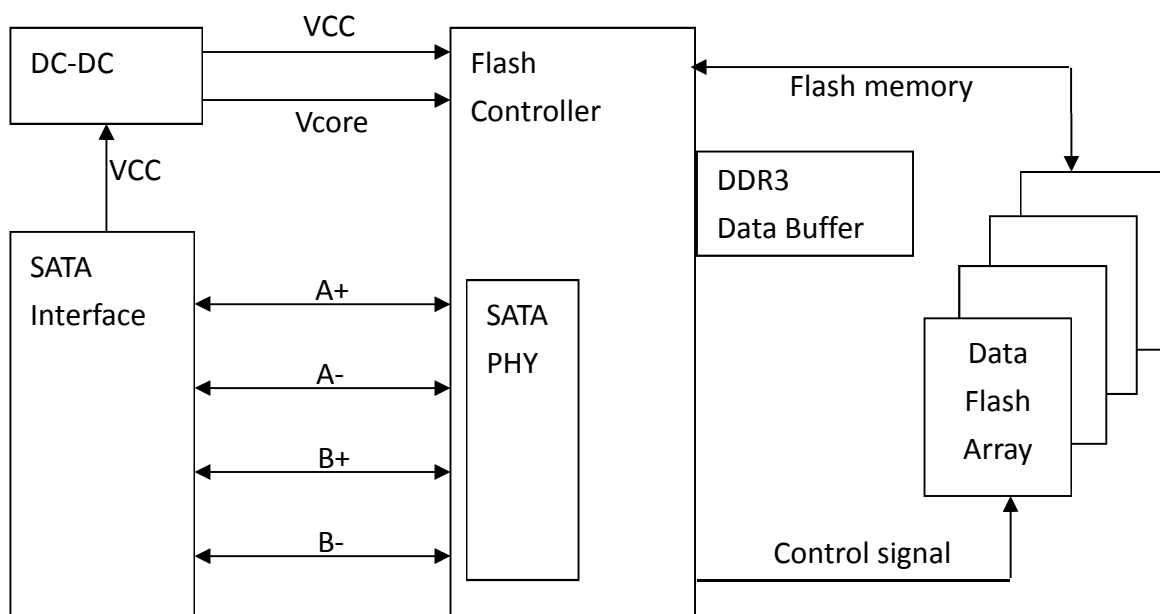 DC-DC
VCC
Vcore
VCC
SATA
Interface
A+
A-
B+
B-
Flash
Controller
SATA
PHY
DDR3
Data Buffer
Flash memory
Data
Flash
Array
Control signal